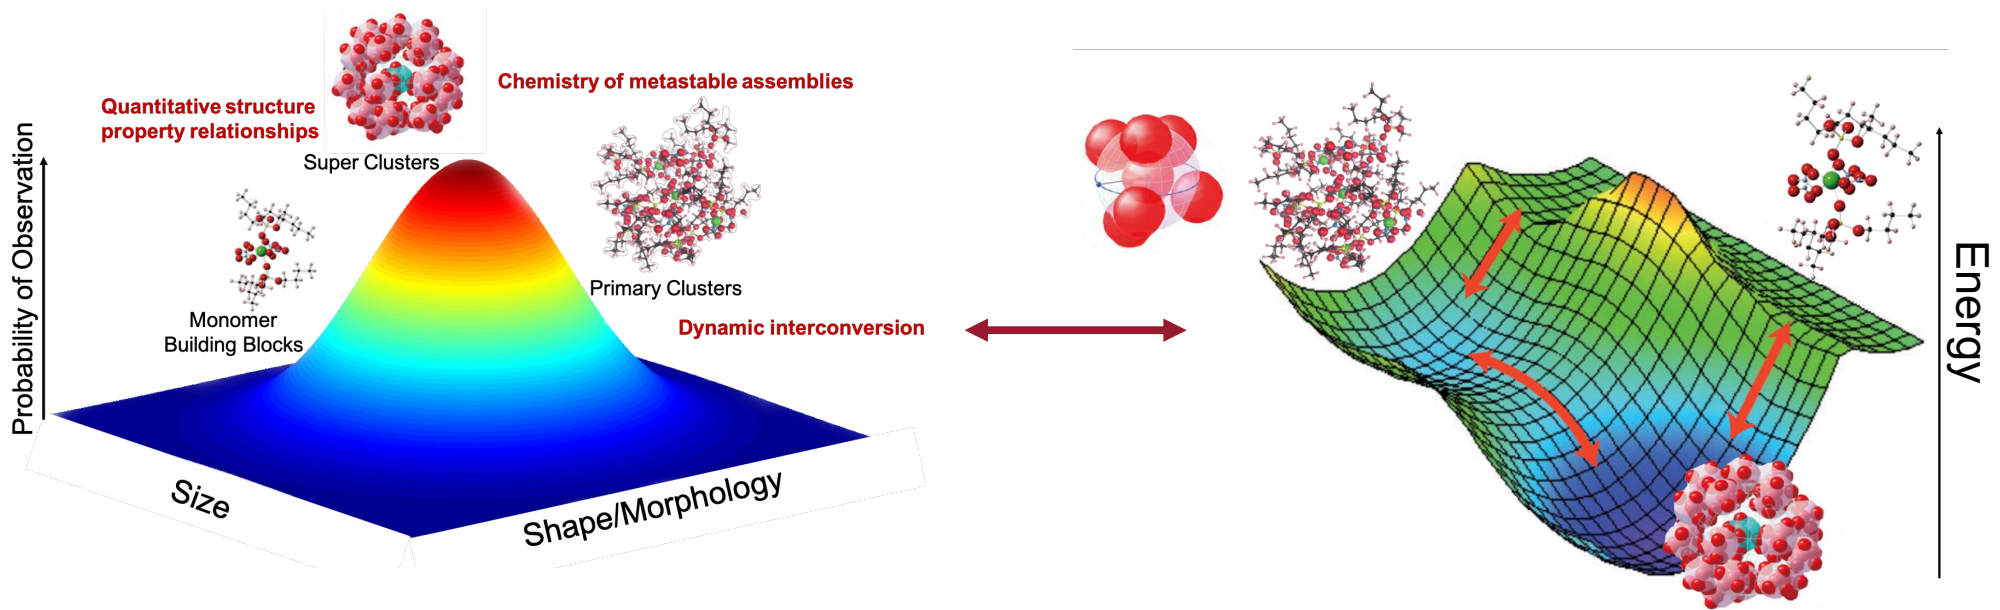 Quantitative structure
property relationships
Chemistry of metastable assemblies
Super Clusters
Primary Clusters
Monomer
Building Blocks
Dynamic interconversion
Probability of Observation
Size
Shape/Morphology
Energy